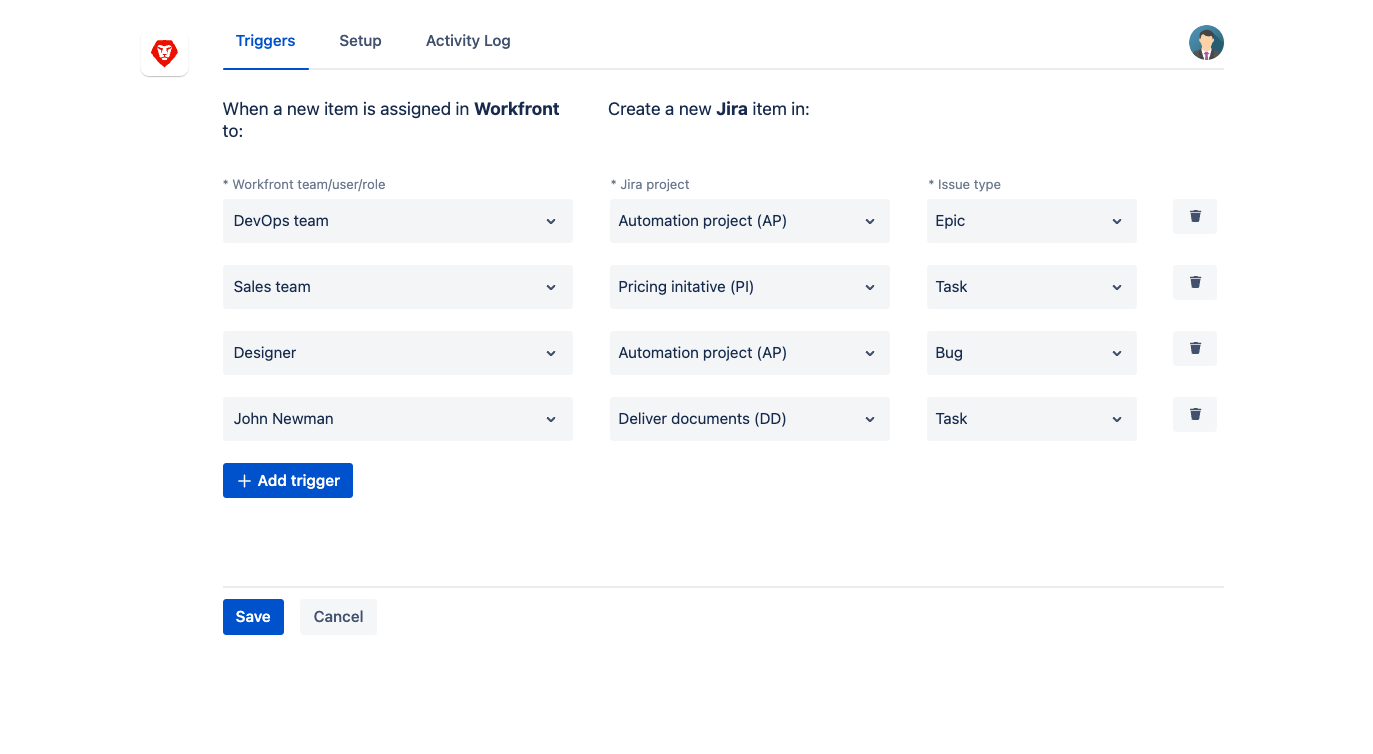 Triggers Setup Activity Log
When a new item is assigned in Workfront to:
Create a new Jira item in:
* Workfront team/user/role * Jira project * Issue type
DevOps team Automation project (AP) Epic
Sales team Pricing initative (PI) Task
Designer Automation project (AP) Bug
John Newman Deliver documents (DD) Task
+ Add trigger
Save Cancel